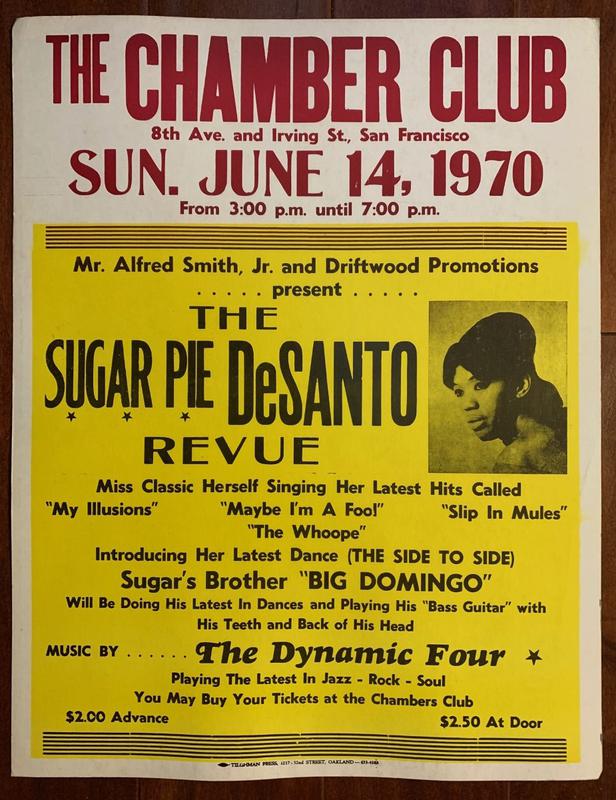 THE CHAMBER CLUB
8th Ave. and Irving St., San Francisco
SUN. JUNE 14, 1970
From 3:00 p.m. until 7:00 p.m.
Mr. Alfred Smith, Jr. and Driftwood Promotions
. . . . . present . . . . .
THE
SUGAR PIE DeSANTO
REVUE
Miss Classic Herself Singing Her Latest Hits Called
"My Illusions" "Maybe I'm A Fool" "Slip In Mules"
"The Whoope"
Introducing Her Latest Dance (THE SIDE TO SIDE)
Sugar's Brother "BIG DOMINGO"
Will Be Doing His Latest In Dances and Playing His "Bass Guitar" with
His Teeth and Back of His Head
MUSIC BY . . . . . . The Dynamic Four
Playing The Latest In Jazz - Rock - Soul
You May Buy Your Tickets at the Chambers Club
$2.00 Advance $2.50 At Door
TILGHMAN PRESS, 32nd STREET, OAKLAND